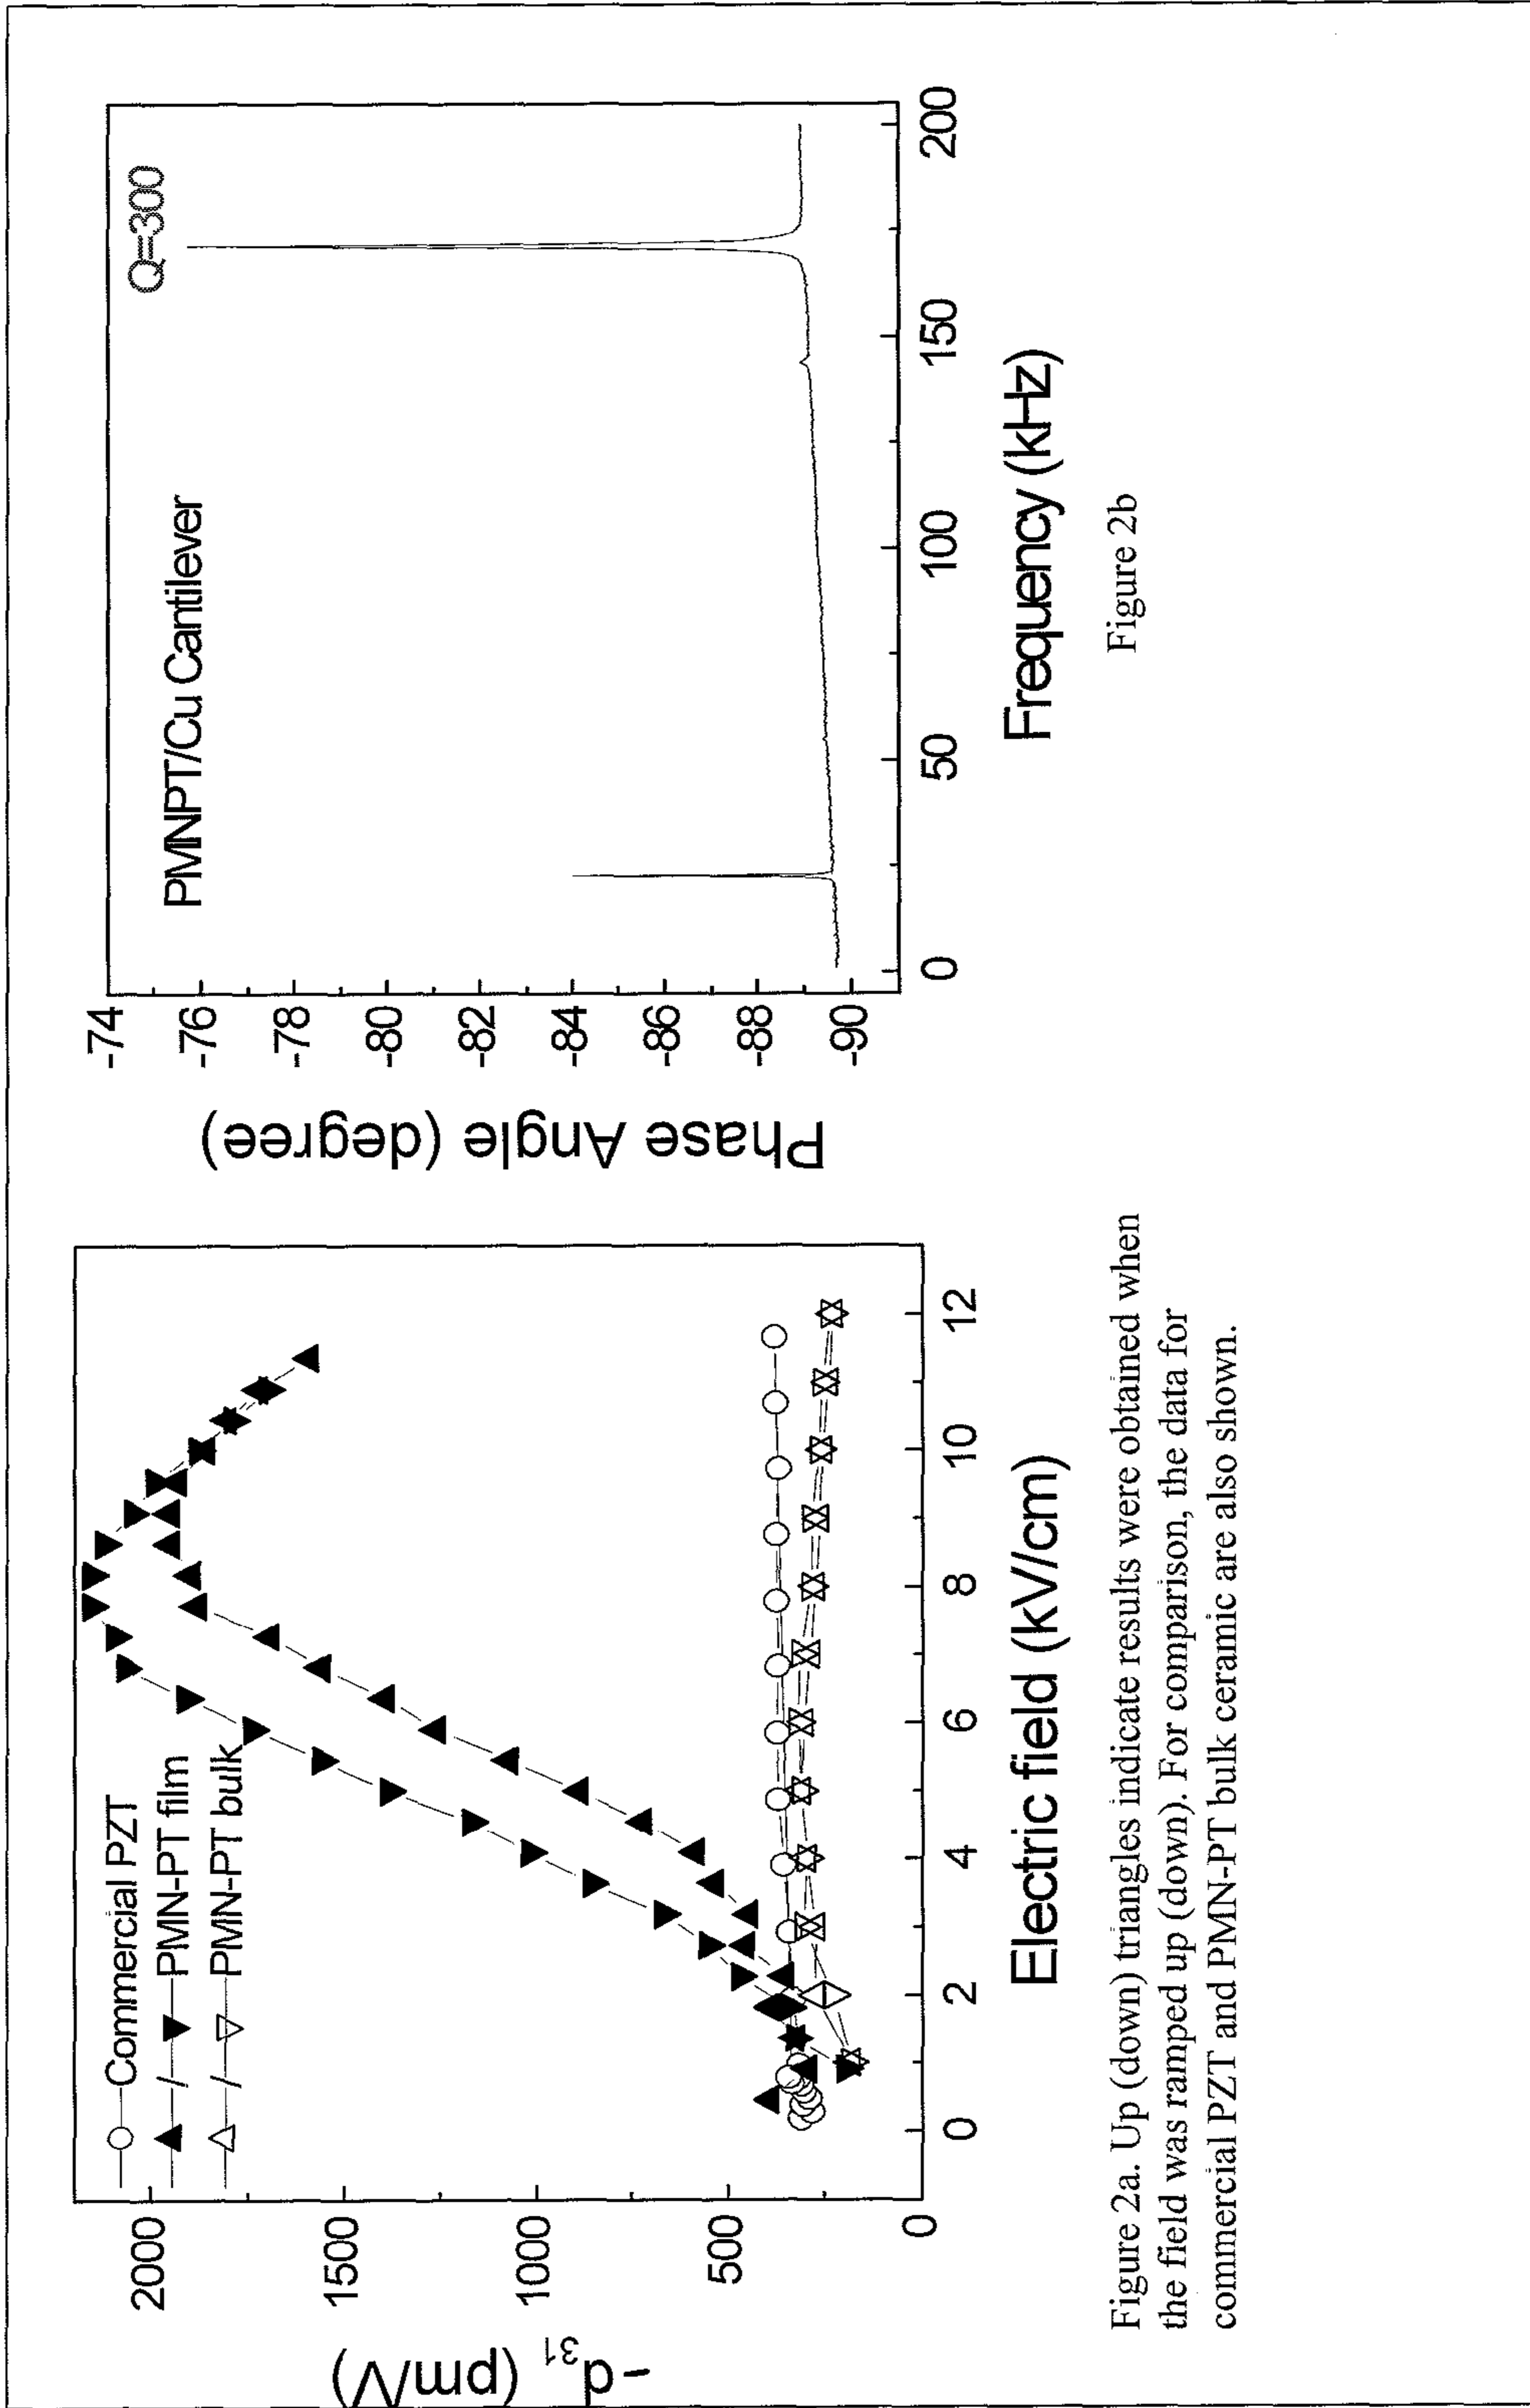 2000
1500
1000
500
0
-d31 (pm/V)
Commercial PZT
/ PMN-PT film
/ PMN-PT bulk
0
2
4
6
8
10
12
Electric field (kV/cm)
Figure 2a. Up (down) triangles indicate results were obtained when
the field was ramped up (down). For comparison, the data for
commercial PZT and PMN-PT bulk ceramic are also shown.
-74
-76
-78
-80
-82
-84
-86
-88
-90
Phase Angle (degree)
PMNPT/Cu Cantilever
Q=300
0
50
100
150
200
Frequency (kHz)
Figure 2b